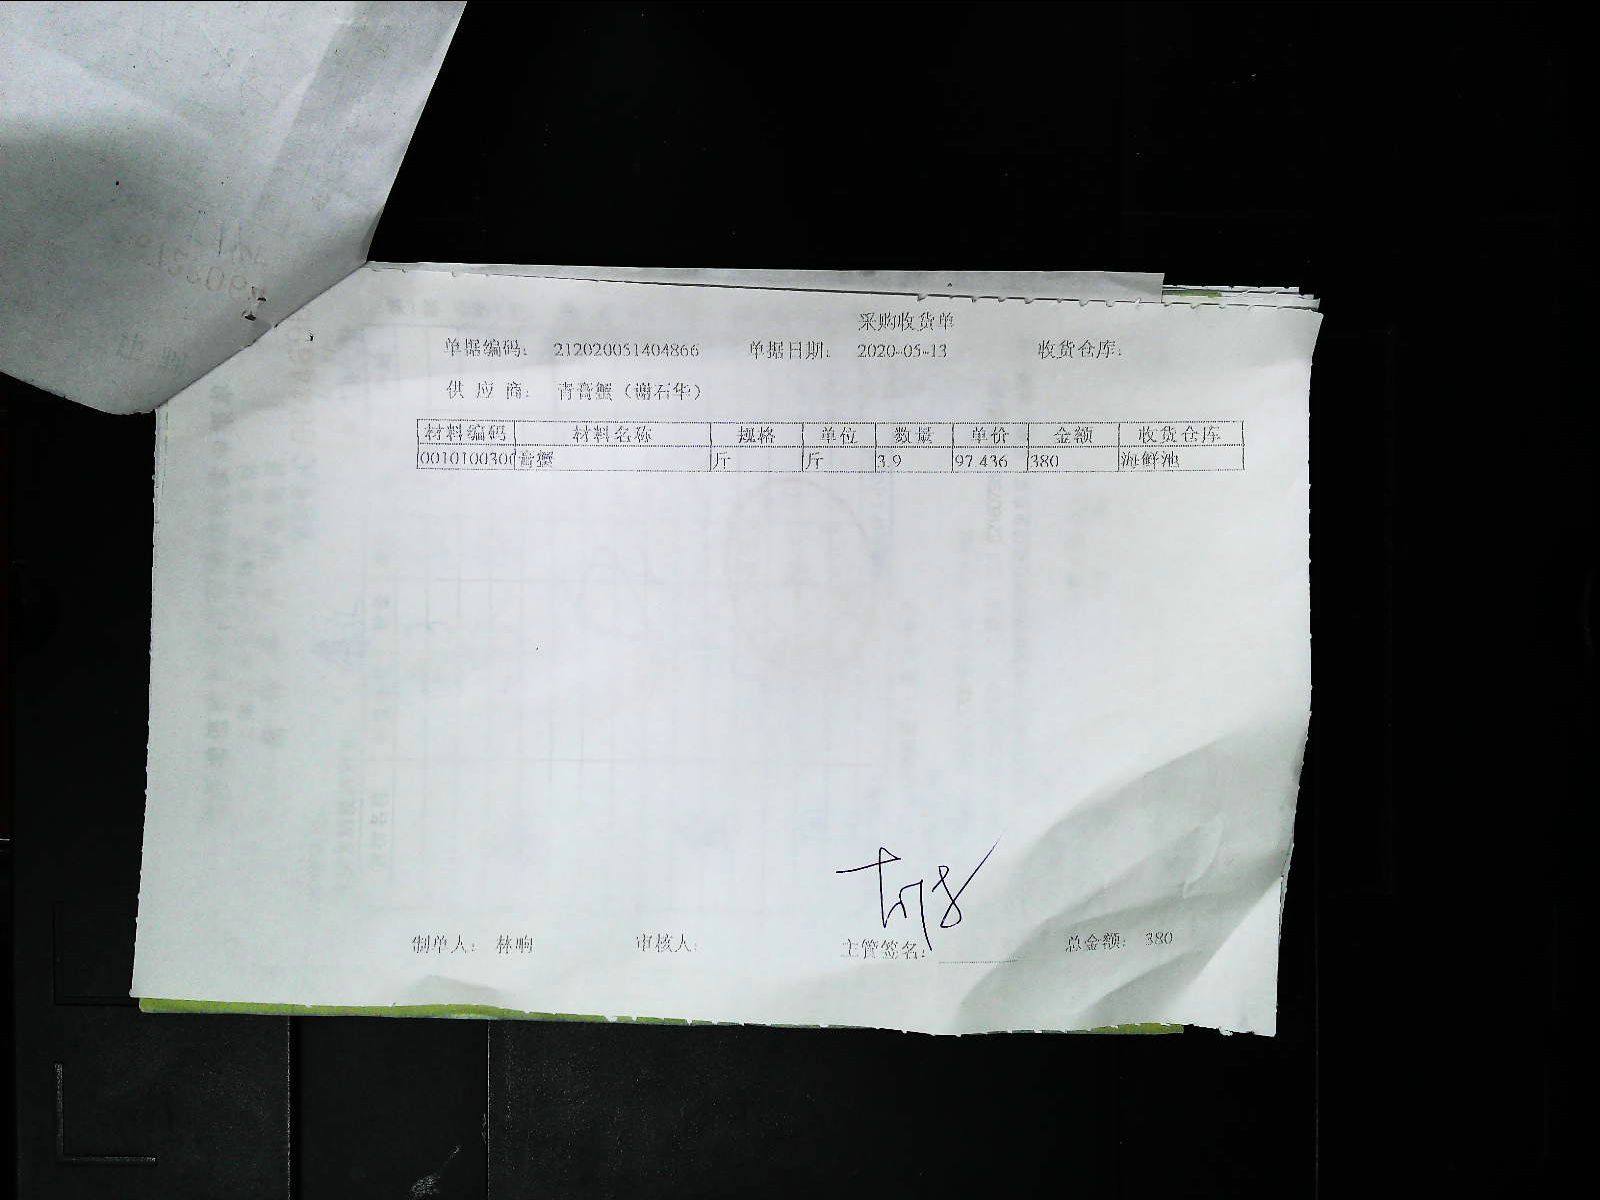 采购收货单
单据编码： 212020051404866 单据日期： 2020-05-13 收货仓库：
供 应 商： 青膏蟹（谢石华）
材料编码 材料名称 规格 单位 数量 单价 金额 收货仓库
0010100300 膏蟹 斤 斤 3.9 97.436 380 海鲜池
制单人： 林响 审核人： 主管签名： 总金额： 380